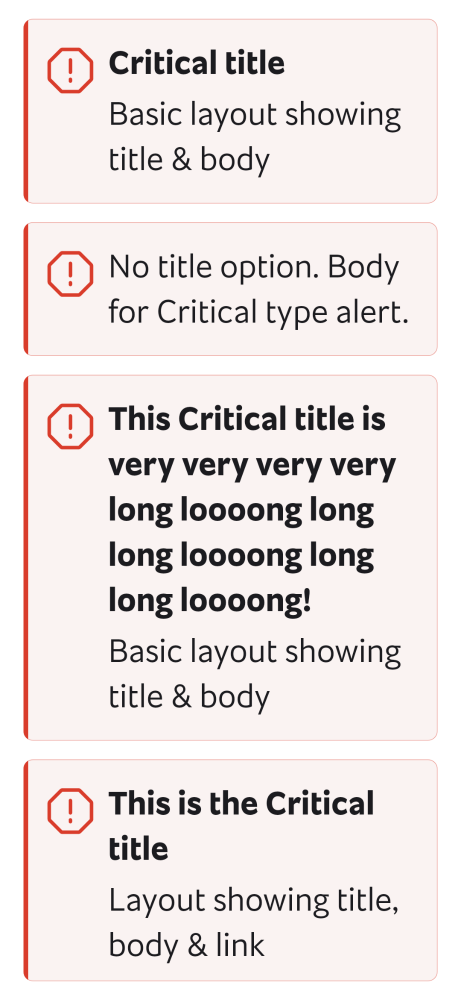 Critical title
Basic layout showing
title & body
No title option. Body
for Critical type alert.
This Critical title is
very very very very
long loooong long
long loooong long
long loooong!
Basic layout showing
title & body
This is the Critical
title
Layout showing title,
body & link